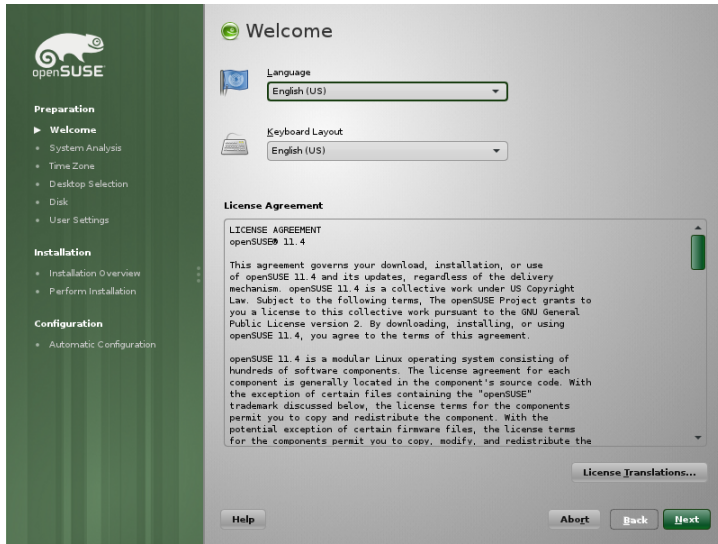 openSUSE
Preparation
Welcome
System Analysis
Time Zone
Desktop Selection
Disk
User Settings
Installation
Installation Overview
Perform Installation
Configuration
Automatic Configuration
Welcome
Language
English (US)
Keyboard Layout
English (US)
License Agreement
LICENSE AGREEMENT
openSUSE® 11.4
This agreement governs your download, installation, or use
of openSUSE 11.4 and its updates, regardless of the delivery
mechanism. openSUSE 11.4 is a collective work under US Copyright
Law. Subject to the following terms, The openSUSE Project grants to
you a license to this collective work pursuant to the GNU General
Public License version 2. By downloading, installing, or using
openSUSE 11.4, you agree to the terms of this agreement.
openSUSE 11.4 is a modular Linux operating system consisting of
hundreds of software components. The license agreement for each
component is generally located in the component's source code. With
the exception of certain files containing the "openSUSE"
trademark discussed below, the license terms for the components
permit you to copy and redistribute the component. With the
potential exception of certain firmware files, the license terms
for the components permit you to copy, modify, and redistribute the
License Translations...
Help
Abort
Back
Next